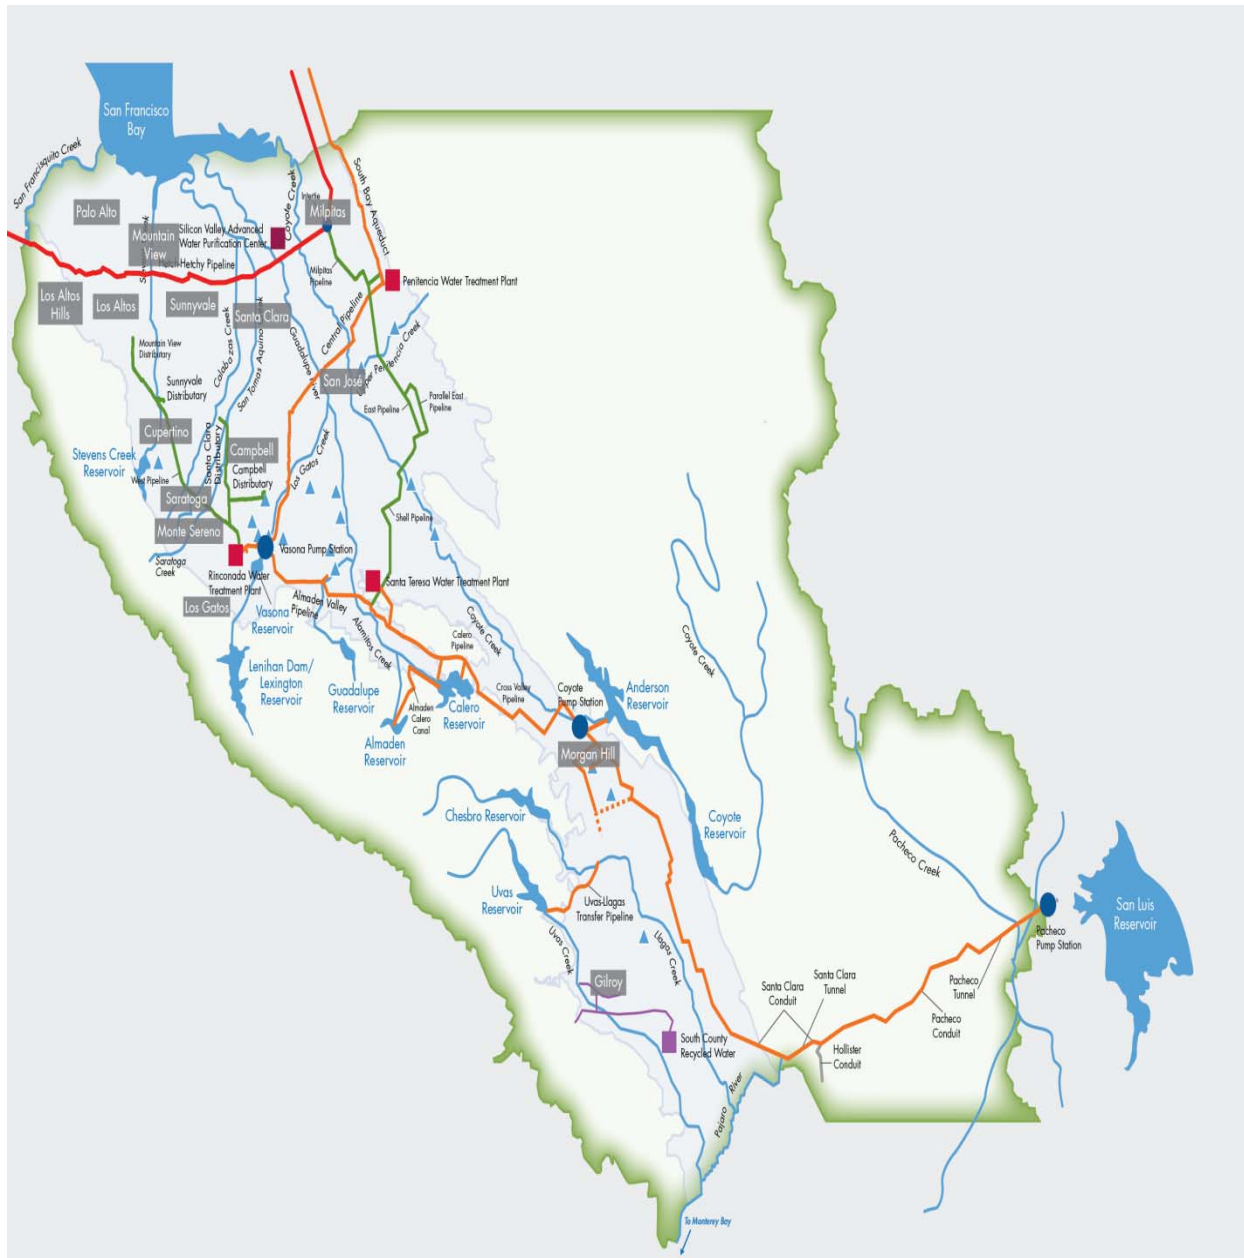 San Francisco
Bay
San Francisquito Creek
Palo Alto
Mountain
View
Silicon Valley Advanced
Water Purification Center
Coyote Creek
Intertie
Milpitas
South Bay Aqueduct
Hetch-Hetchy Pipeline
Milpitas
Pipeline
Penitencia Water Treatment Plant
Los Altos
Hills
Los Altos
Sunnyvale
Santa Clara
Central Pipeline
Mountain View
Distributary
Calabazas Creek
San Tomas Aquino Creek
Guadalupe River
Upper Penitencia Creek
San José
Sunnyvale
Distributary
East Pipeline
Parallel East
Pipeline
Cupertino
Santa Clara
Distributary
Campbell
Campbell
Distributary
Los Gatos Creek
Stevens Creek
Reservoir
West Pipeline
Saratoga
Shell Pipeline
Monte Sereno
Saratoga
Creek
Vasona Pump Station
Rinconada Water
Treatment Plant
Santa Teresa Water Treatment Plant
Los Gatos
Vasona
Reservoir
Almaden Valley
Pipeline
Alamitos Creek
Calero
Pipeline
Coyote Creek
Coyote Creek
Lenihan Dam/
Lexington
Reservoir
Guadalupe
Reservoir
Almaden
Calero
Canal
Calero
Reservoir
Cross Valley
Pipeline
Coyote
Pump Station
Anderson
Reservoir
Almaden
Reservoir
Morgan Hill
Chesbro Reservoir
Coyote
Reservoir
Pacheco Creek
Uvas
Reservoir
Uvas-Llagas
Transfer Pipeline
San Luis
Reservoir
Pacheco
Pump Station
Uvas Creek
Llagas Creek
Gilroy
Santa Clara
Conduit
Santa Clara
Tunnel
Pacheco
Tunnel
Pacheco
Conduit
South County
Recycled Water
Hollister
Conduit
Pajaro River
To Monterey Bay